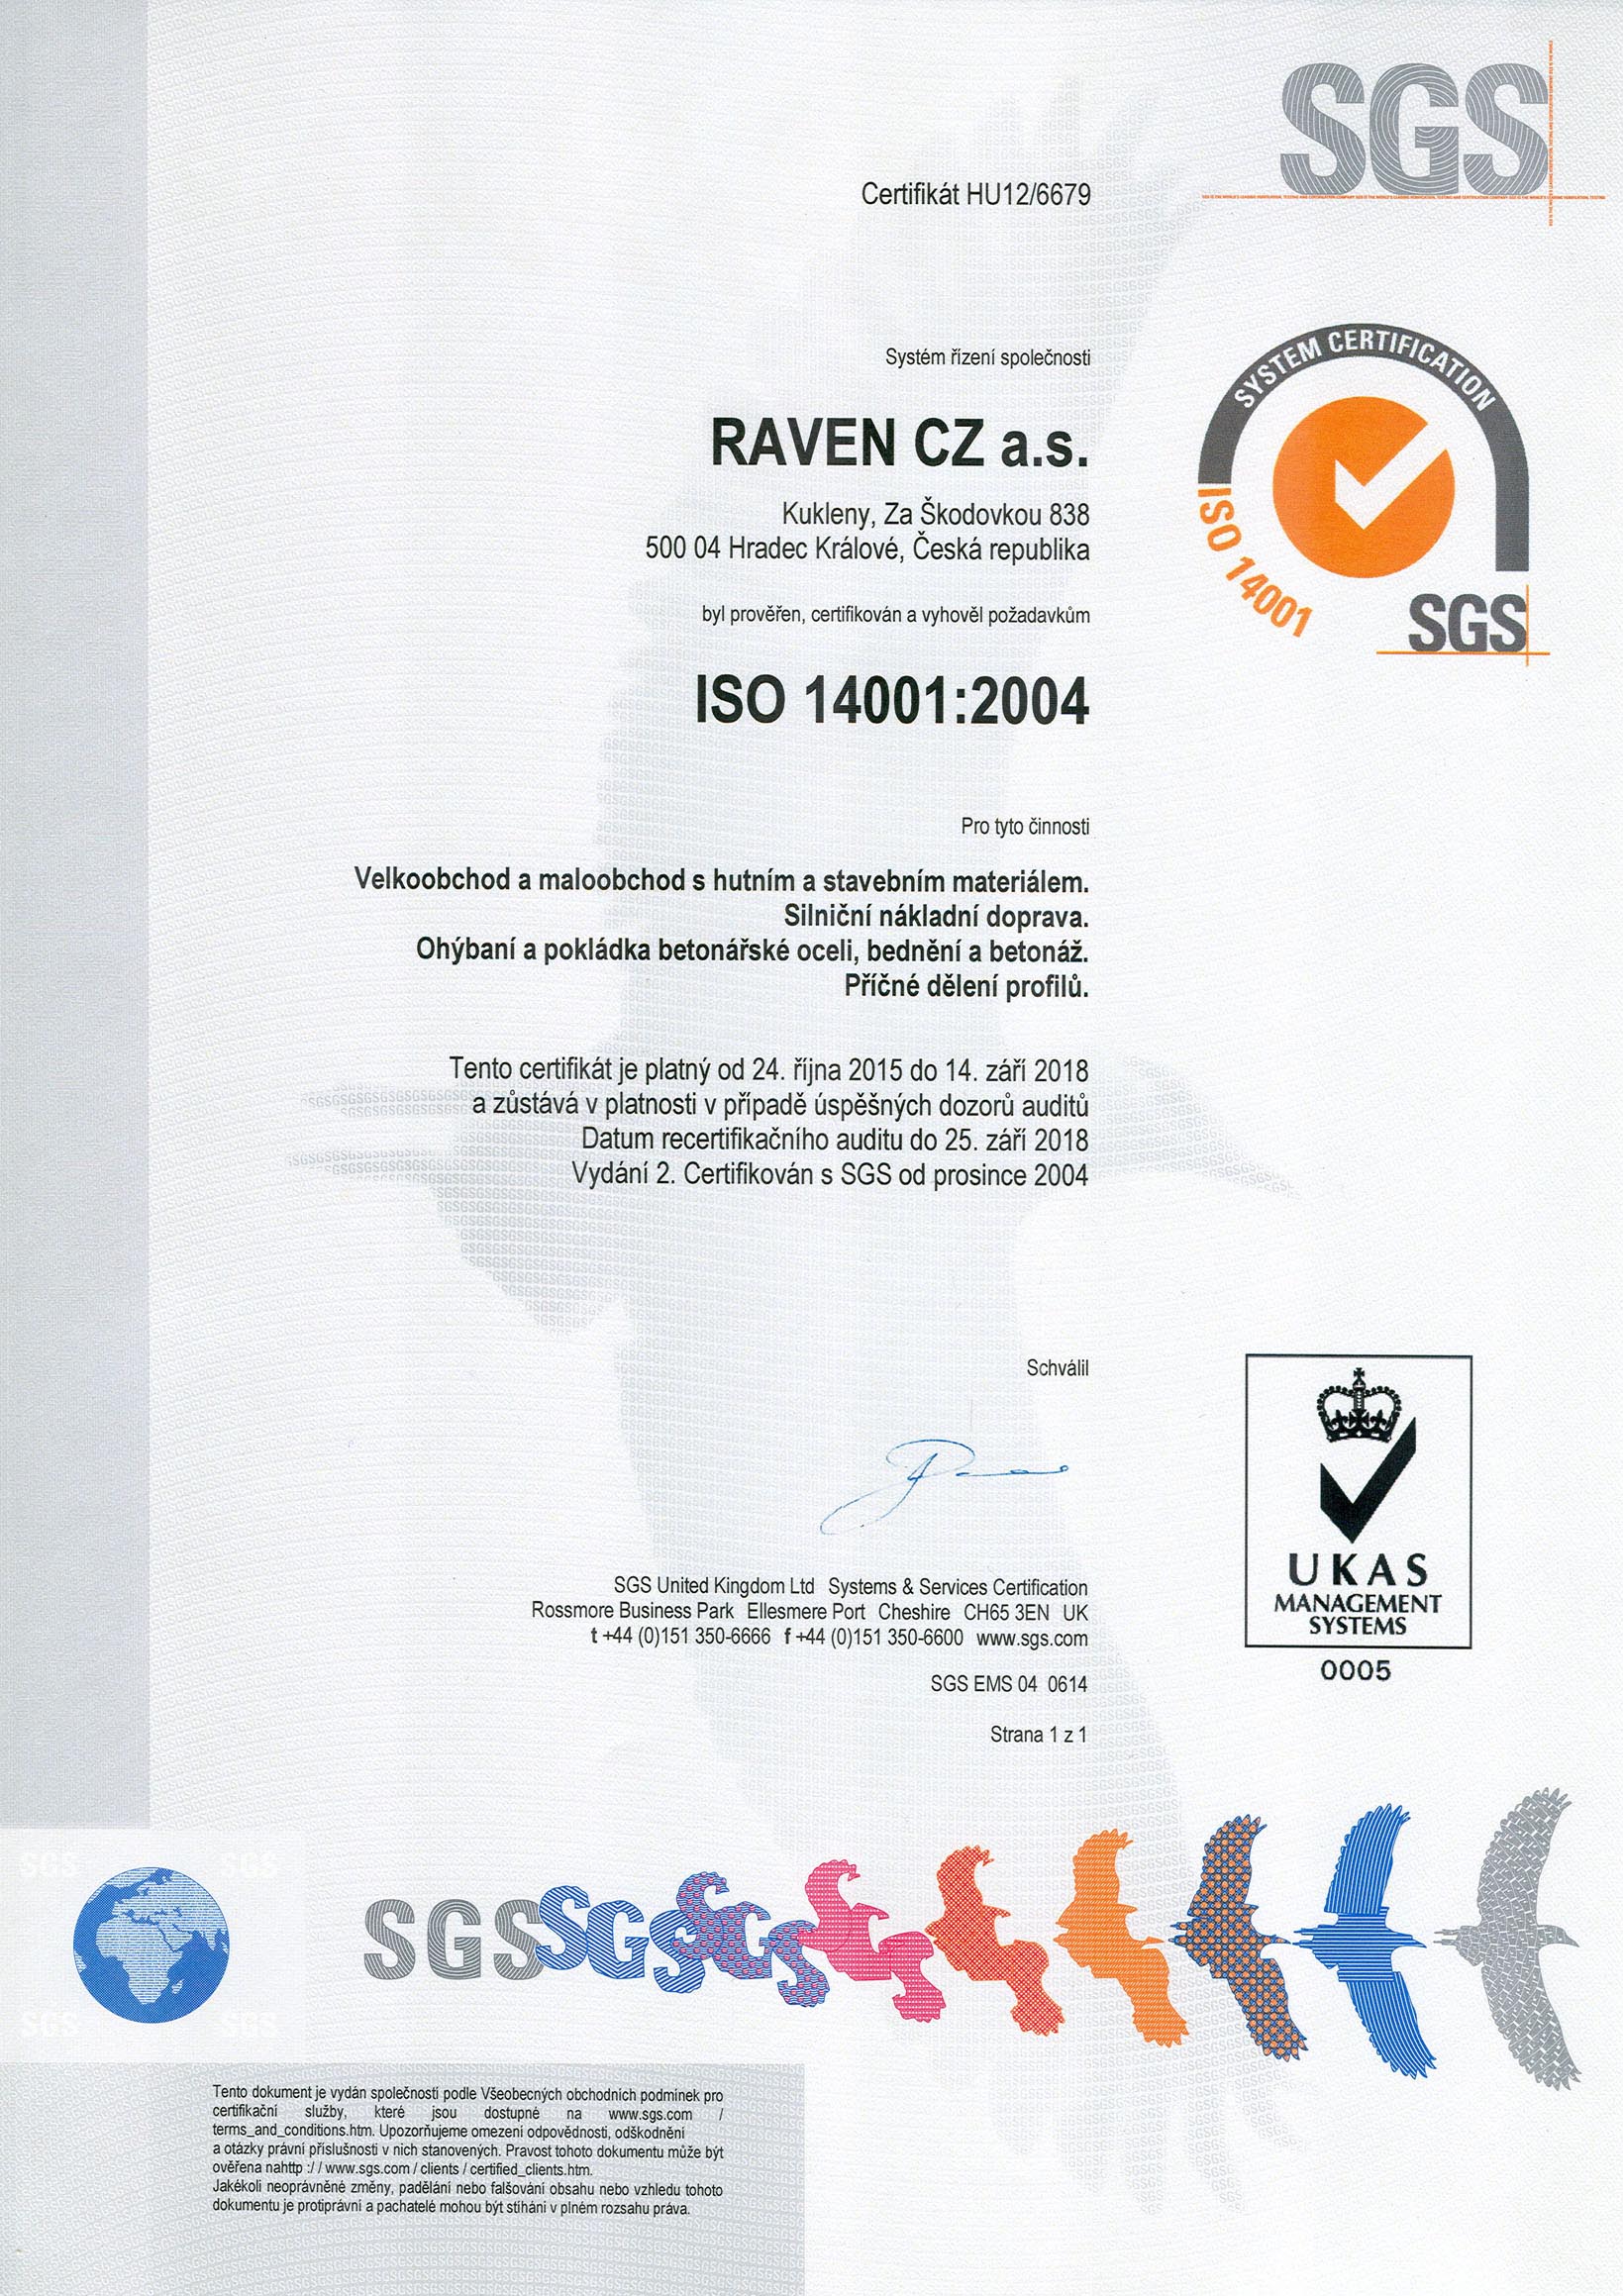 SGS
Certifikát HU12/6679
SYSTEM CERTIFICATION
ISO 14001
SGS
Systém řízení společnosti
RAVEN CZ a.s.
Kukleny, Za Škodovkou 838
500 04 Hradec Králové, Česká republika
byl prověřen, certifikován a vyhověl požadavkům
ISO 14001:2004
Pro tyto činnosti
Velkoobchod a maloobchod s hutním a stavebním materiálem.
Silniční nákladní doprava.
Ohýbaní a pokládka betonářské oceli, bednění a betonáž.
Příčné dělení profilů.
Tento certifikát je platný od 24. října 2015 do 14. září 2018
a zůstává v platnosti v případě úspěšných dozorů auditů
Datum recertifikačního auditu do 25. září 2018
Vydání 2. Certifikován s SGS od prosince 2004
Schválil
SGS United Kingdom Ltd Systems & Services Certification
Rossmore Business Park Ellesmere Port Cheshire CH65 3EN UK
t +44 (0)151 350-6666 f +44 (0)151 350-6600 www.sgs.com
SGS EMS 04 0614
Strana 1 z 1
UKAS
MANAGEMENT
SYSTEMS
0005
SGS SGS
SGS SGS
SGS SGS SGS
Tento dokument je vydán společností podle Všeobecných obchodních podmínek pro
certifikační služby, které jsou dostupné na www.sgs.com /
terms_and_conditions.htm. Upozorňujeme omezení odpovědnosti, odškodnění
a otázky právní příslušnosti v nich stanovených. Pravost tohoto dokumentu může být
ověřena nahttp :/ / www.sgs.com / clients / certified_clients.htm.
Jakékoli neoprávněné změny, padělání nebo falšování obsahu nebo vzhledu tohoto
dokumentu je protiprávní a pachatelé mohou být stíháni v plném rozsahu práva.